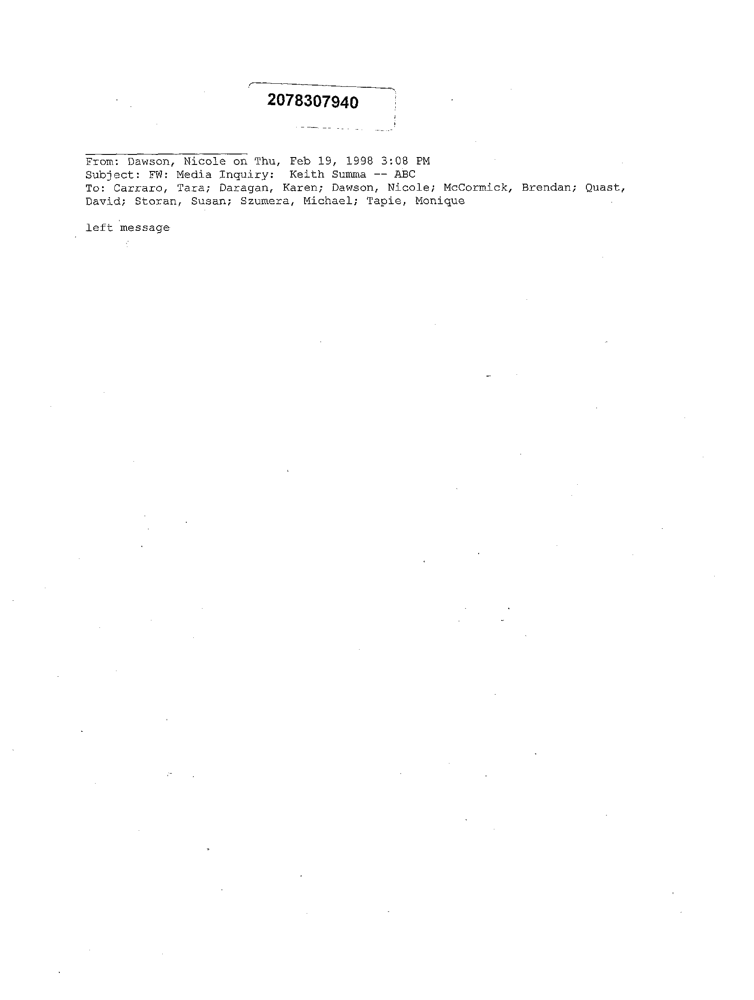 2078307940
From: Dawson, Nicole on Thu, Feb 19, 1998 3:08 PM
Subject: FW: Media Inquiry: Keith Summa -- ABC
To: Carraro, Tara; Daragan, Karen; Dawson, Nicole; McCormick, Brendan; Quast,
David; Storan, Susan; Szumera, Michael; Tapie, Monique
left message